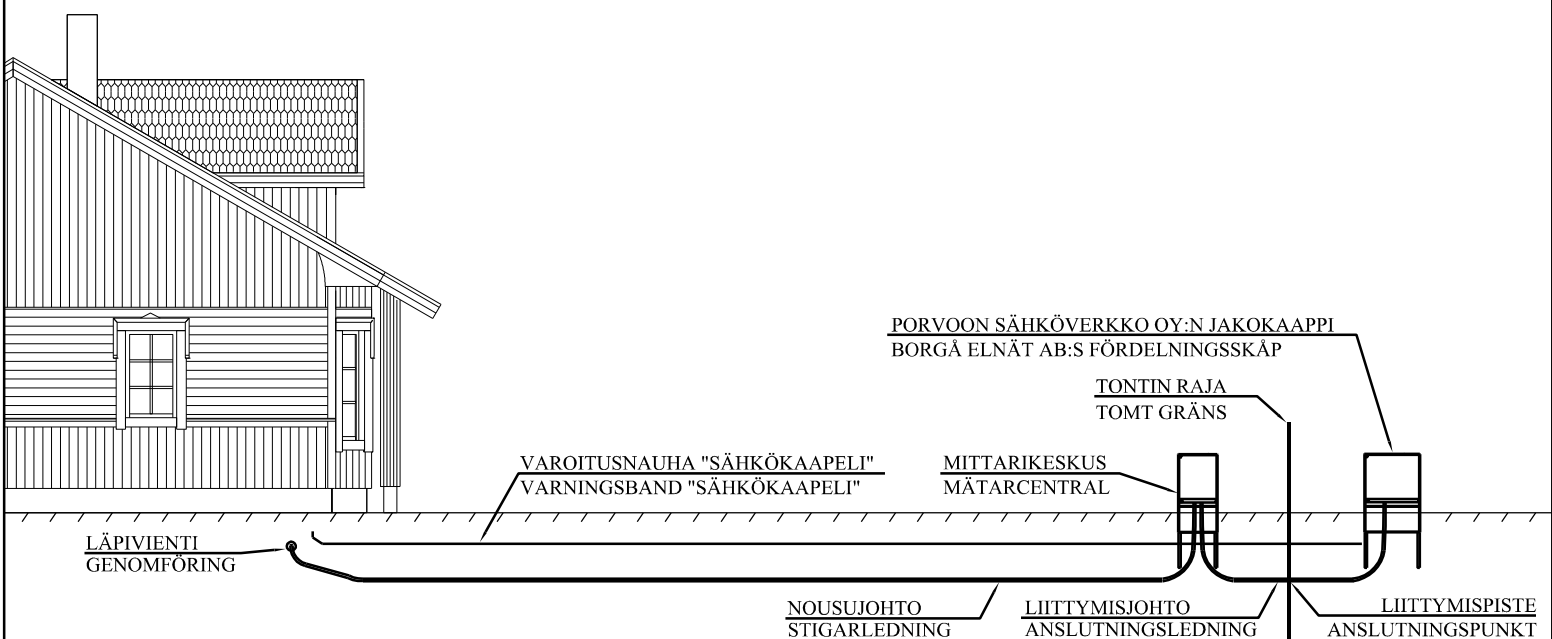 PORVOON SÄHKÖVERKKO OY:N JAKOKAAPPI
BORGÅ ELNÄT AB:S FÖRDELNINGSSKÅP
TONTIN RAJA
TOMT GRÄNS
VAROITUSNAUHA "SÄHKÖKAAPELI"
VARNINGSBAND "SÄHKÖKAAPELI"
MITTARIKESKUS
MÄTARCENTRAL
LÄPIVIENTI
GENOMFÖRING
NOUSUJOHTO
STIGARLEDNING
LIITTYMISJOHTO
ANSLUTNINGSLEDNING
LIITTYMISPISTE
ANSLUTNINGSPUNKT